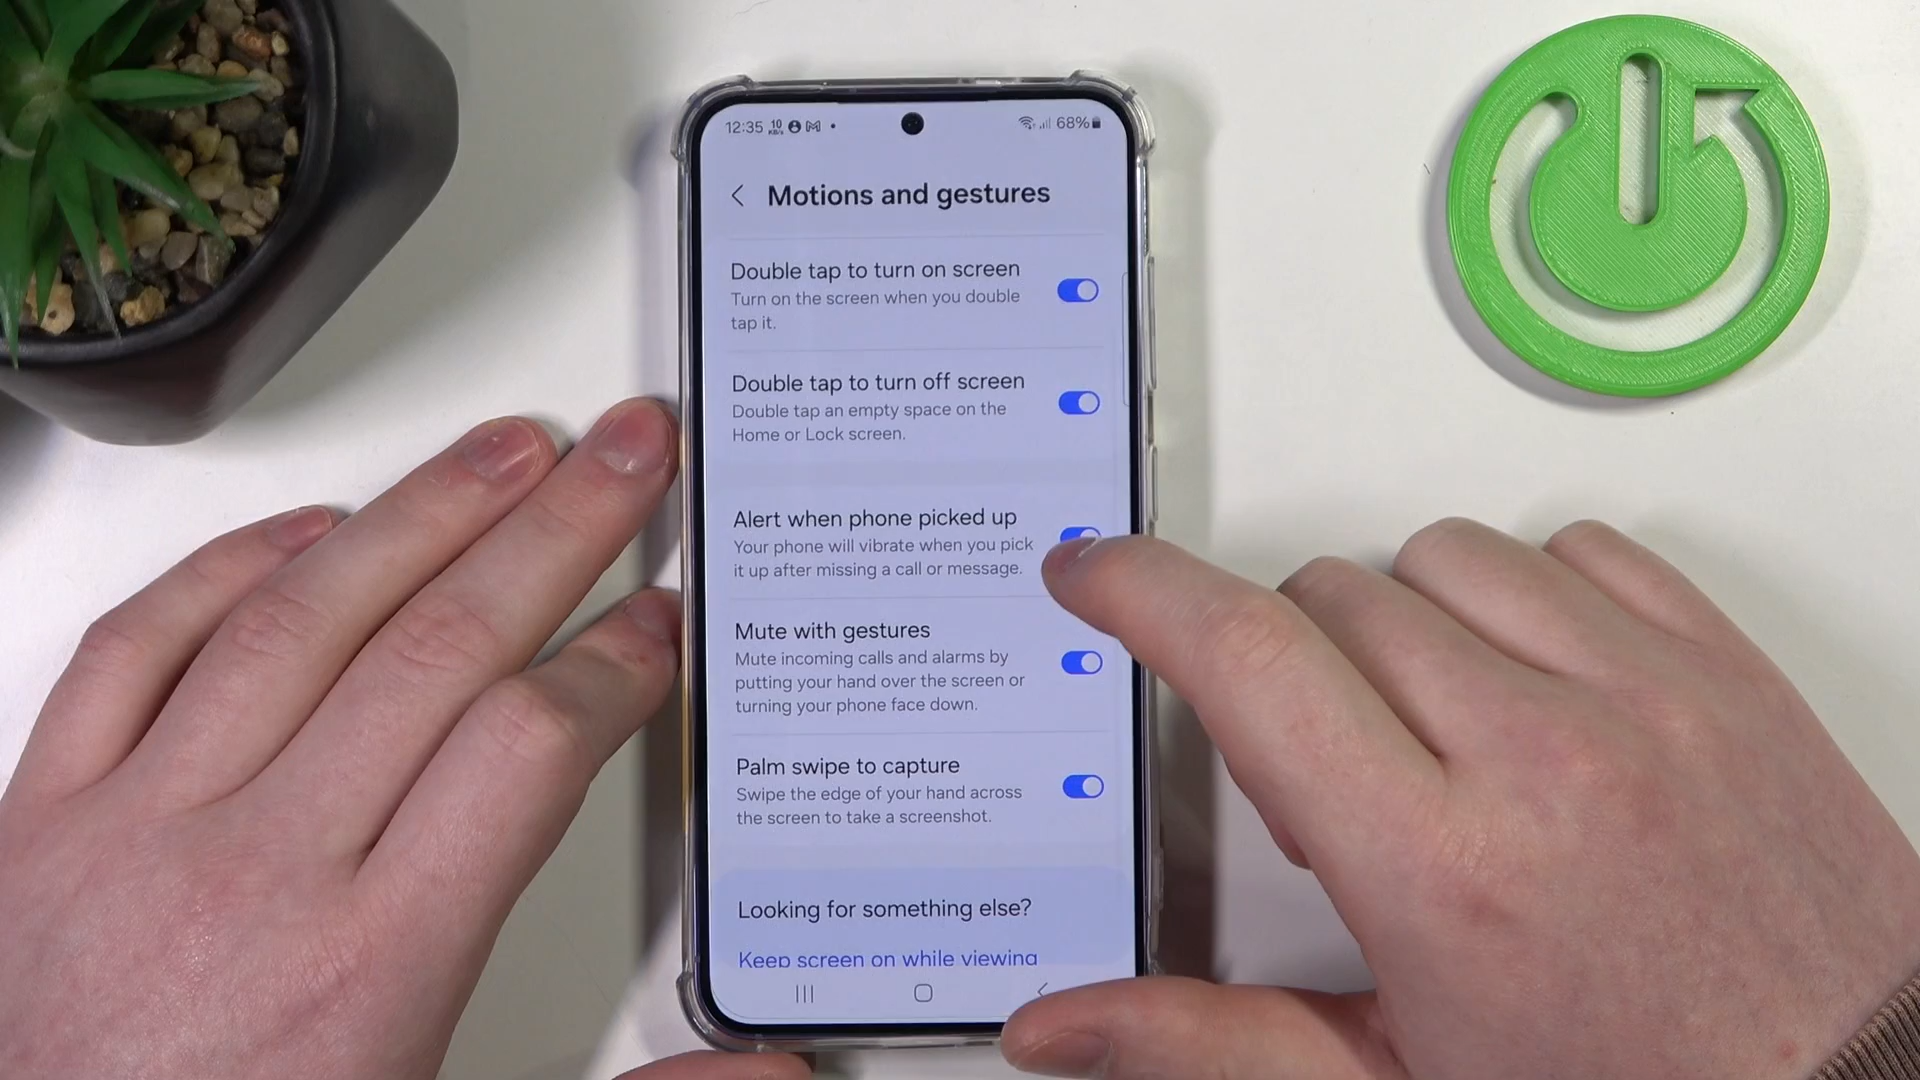 12:35 10 KB/s 68%
Motions and gestures
Double tap to turn on screen
Turn on the screen when you double
tap it.
Double tap to turn off screen
Double tap an empty space on the
Home or Lock screen.
Alert when phone picked up
Your phone will vibrate when you pick
it up after missing a call or message.
Mute with gestures
Mute incoming calls and alarms by
putting your hand over the screen or
turning your phone face down.
Palm swipe to capture
Swipe the edge of your hand across
the screen to take a screenshot.
Looking for something else?
Keep screen on while viewing